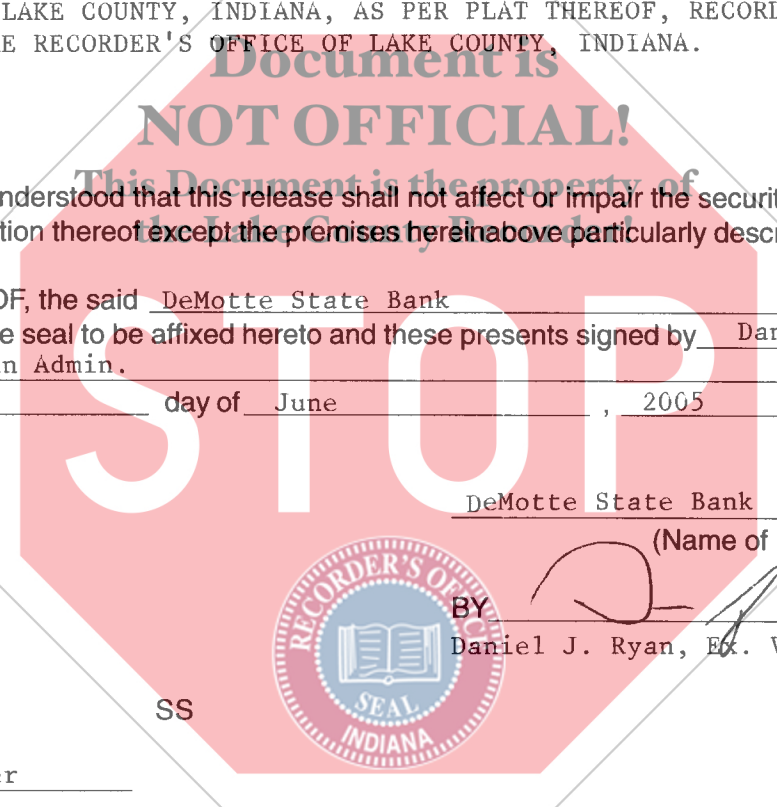 LAKE COUNTY, INDIANA, AS PER PLAT THEREOF, RECORD
E RECORDER'S OFFICE OF LAKE COUNTY, INDIANA.
Document is
NOT OFFICIAL!
This Document is the property of
the Lake County Recorder!
nderstood that this release shall not affect or impair the securit
tion thereof except the premises hereinabove particularly descr
OF, the said DeMotte State Bank
e seal to be affixed hereto and these presents signed by Dan
n Admin.
day of June , 2005
STOP
DeMotte State Bank
(Name of
RECORDER'S OFFICE
BY
Daniel J. Ryan, Ex. V
SEAL
SS
INDIANA
er